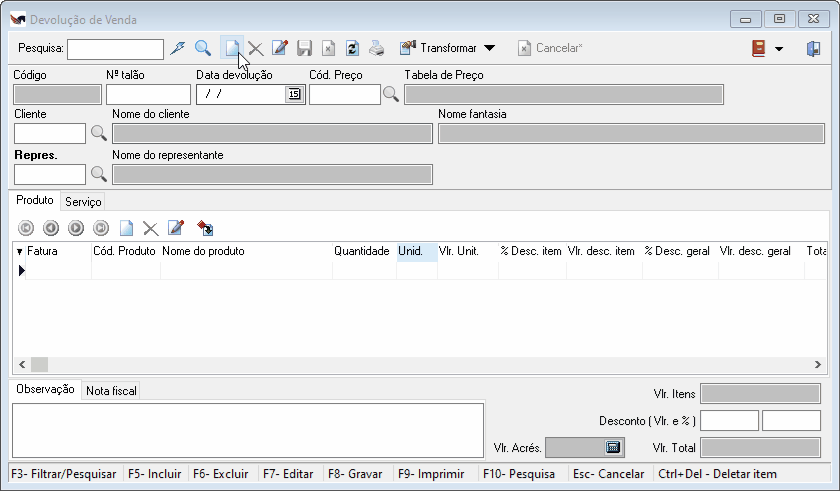 Devolução de Venda
Pesquisa: Transformar Cancelar*
Código Nº talão Data devolução Cód. Preço Tabela de Preço
/ / 15
Cliente Nome do cliente Nome fantasia
Repres. Nome do representante
Produto Serviço
Fatura Cód. Produto Nome do produto Quantidade Unid. Vlr. Unit. % Desc. item Vlr. desc. item % Desc. geral Vlr. desc. geral Tota
Observação Nota fiscal
Vlr. Itens
Desconto ( Vlr. e % )
Vlr. Acrés. Vlr. Total
F3- Filtrar/Pesquisar F5- Incluir F6- Excluir F7- Editar F8- Gravar F9- Imprimir F10- Pesquisa Esc- Cancelar Ctrl+Del - Deletar item